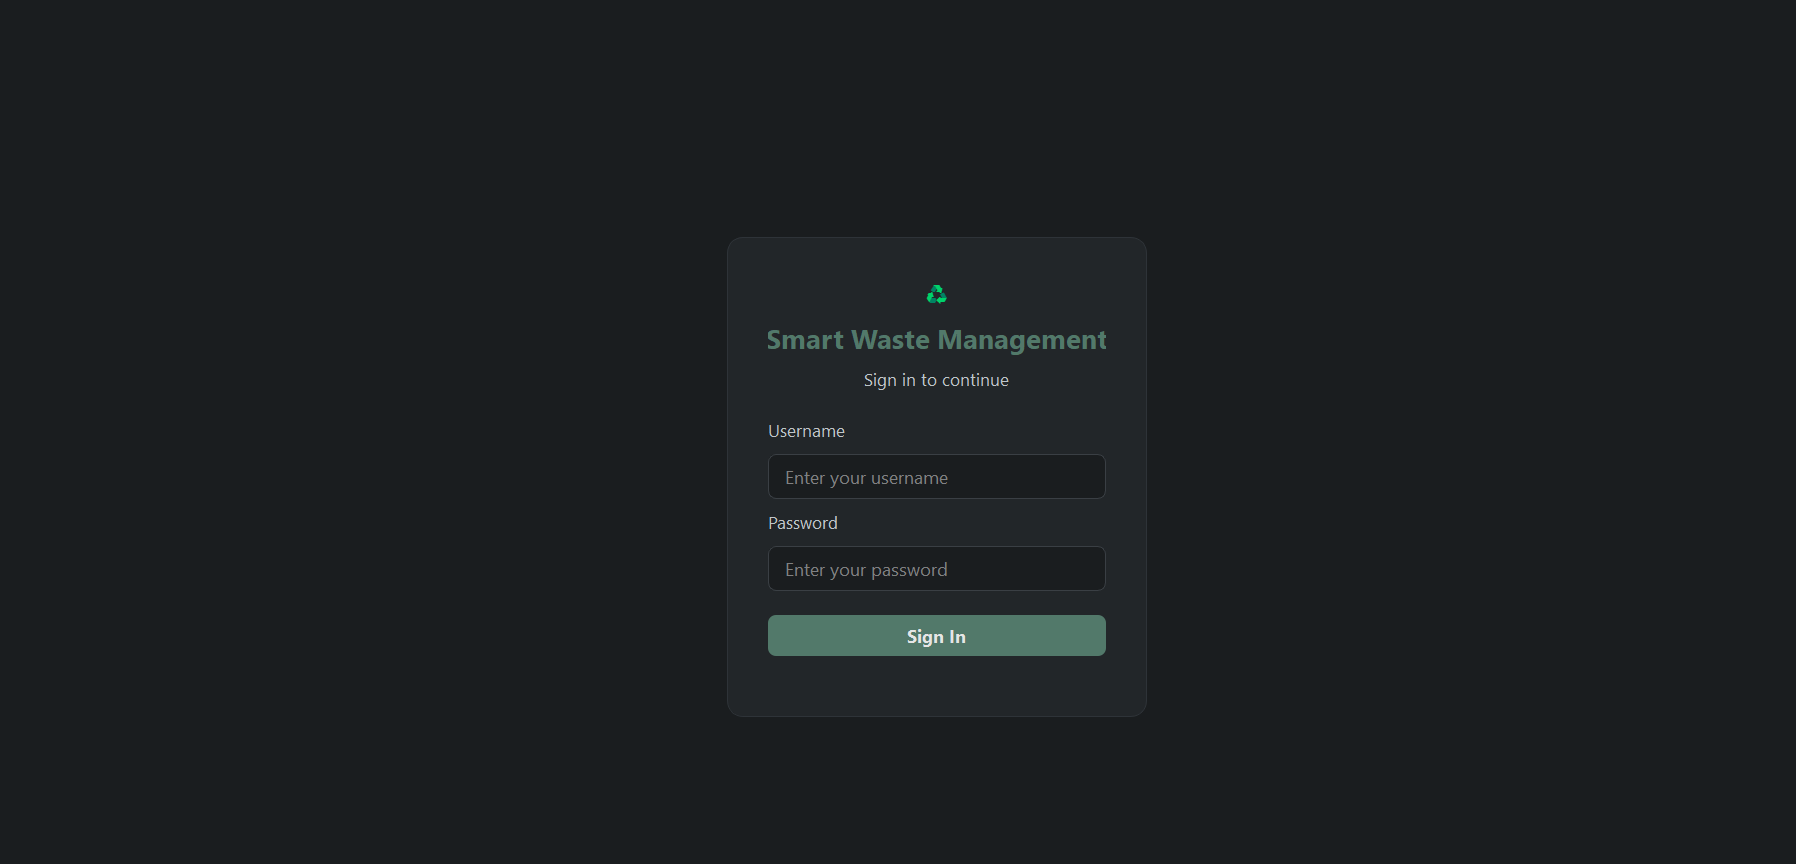 Smart Waste Management
Sign in to continue
Username
Enter your username
Password
Enter your password
Sign In